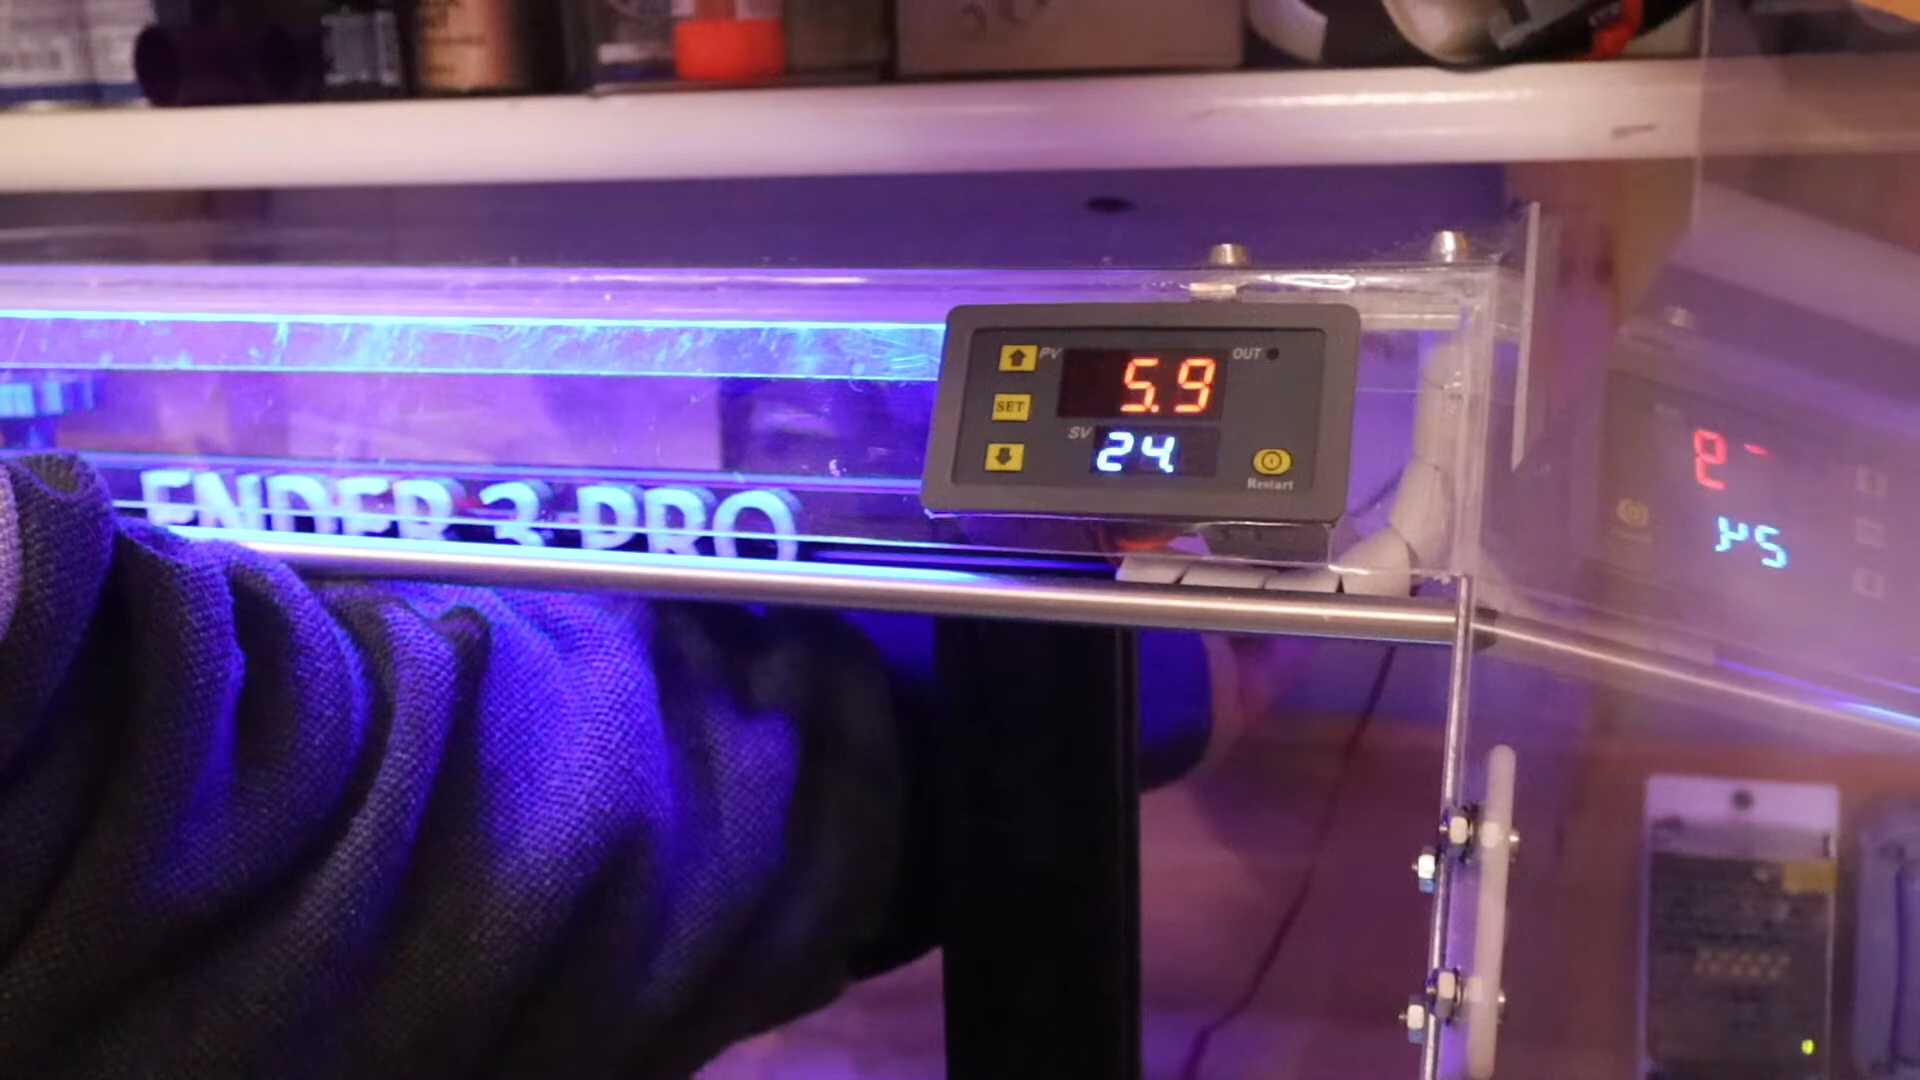 PV
5.9
OUT
SET
SV
24.
Restart
ENDER 3 PRO